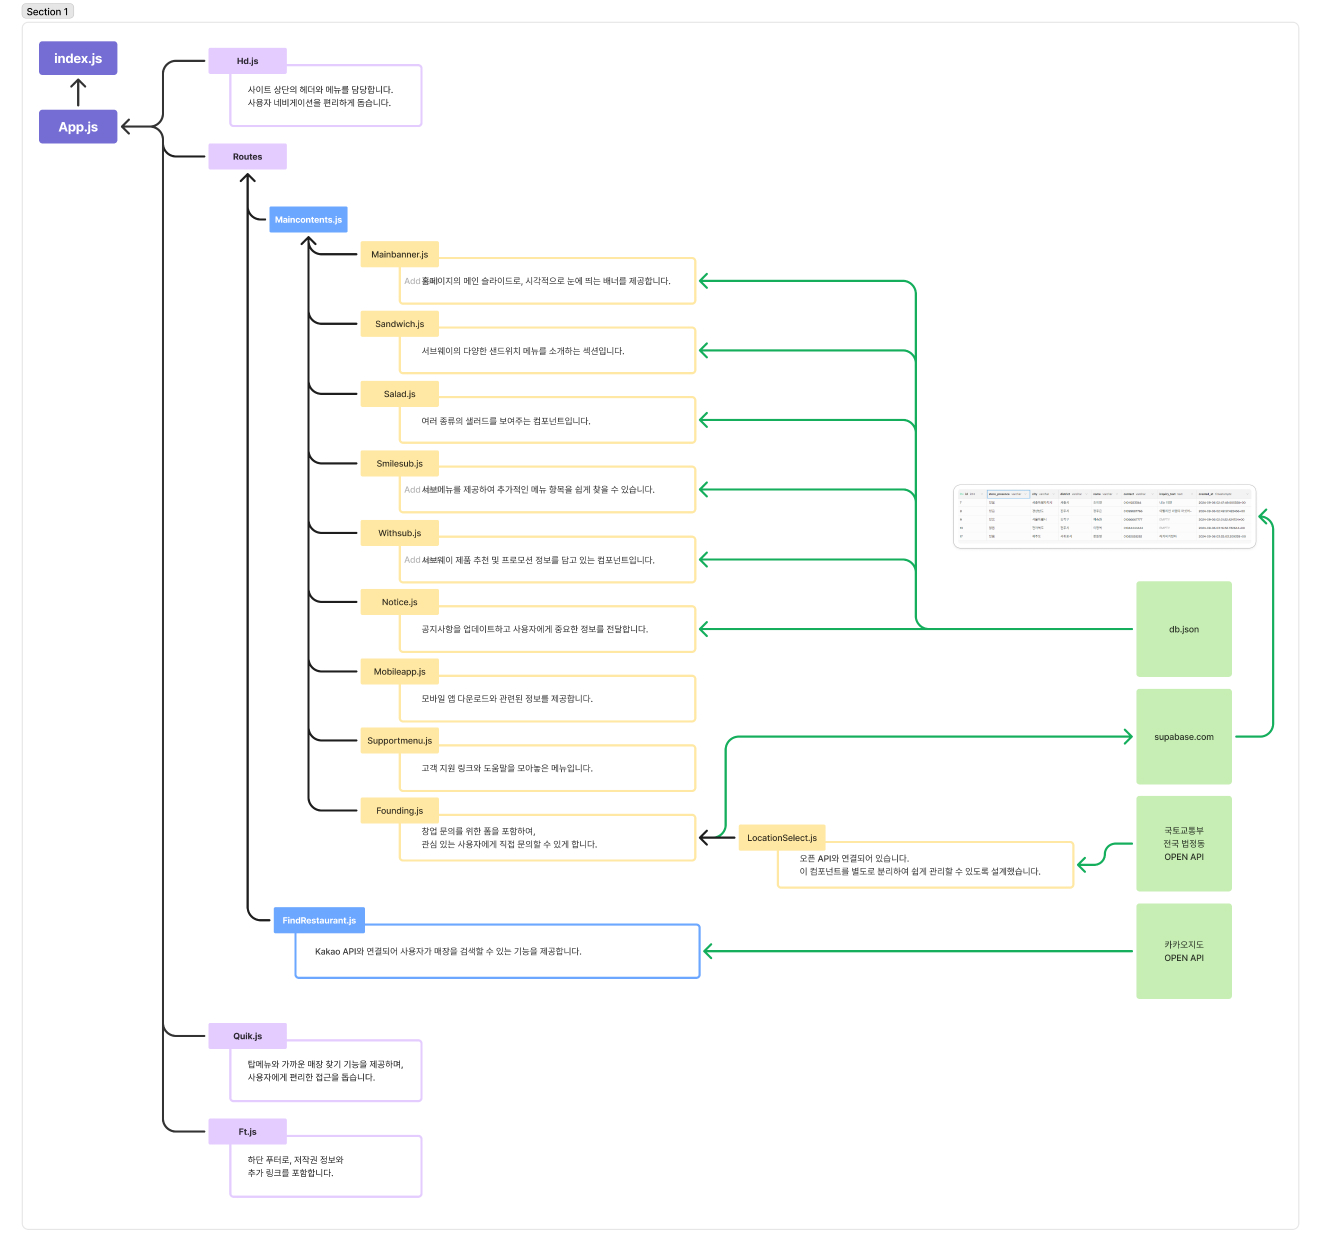 Section 1
index.js
App.js
Hd.js
사이트 상단의 헤더와 메뉴를 담당합니다.
사용자 네비게이션을 편리하게 돕습니다.
Routes
Maincontents.js
Mainbanner.js
Add 홈페이지의 메인 슬라이드로, 시각적으로 눈에 띄는 배너를 제공합니다.
Sandwich.js
서브웨이의 다양한 샌드위치 메뉴를 소개하는 섹션입니다.
Salad.js
여러 종류의 샐러드를 보여주는 컴포넌트입니다.
Smilesub.js
Add 서브메뉴를 제공하여 추가적인 메뉴 항목을 쉽게 찾을 수 있습니다.
Withsub.js
Add 서브웨이 제품 추천 및 프로모션 정보를 담고 있는 컴포넌트입니다.
Notice.js
공지사항을 업데이트하고 사용자에게 중요한 정보를 전달합니다.
db.json
Mobileapp.js
모바일 앱 다운로드와 관련된 정보를 제공합니다.
Supportmenu.js
고객 지원 링크와 도움말을 모아놓은 메뉴입니다.
supabase.com
Founding.js
창업 문의를 위한 폼을 포함하여,
관심 있는 사용자에게 직접 문의할 수 있게 합니다.
LocationSelect.js
오픈 API와 연결되어 있습니다.
이 컴포넌트를 별도로 분리하여 쉽게 관리할 수 있도록 설계했습니다.
국토교통부
전국 법정동
OPEN API
FindRestaurant.js
Kakao API와 연결되어 사용자가 매장을 검색할 수 있는 기능을 제공합니다.
카카오지도
OPEN API
Quik.js
탑메뉴와 가까운 매장 찾기 기능을 제공하며,
사용자에게 편리한 접근을 돕습니다.
Ft.js
하단 푸터로, 저작권 정보와
추가 링크를 포함합니다.